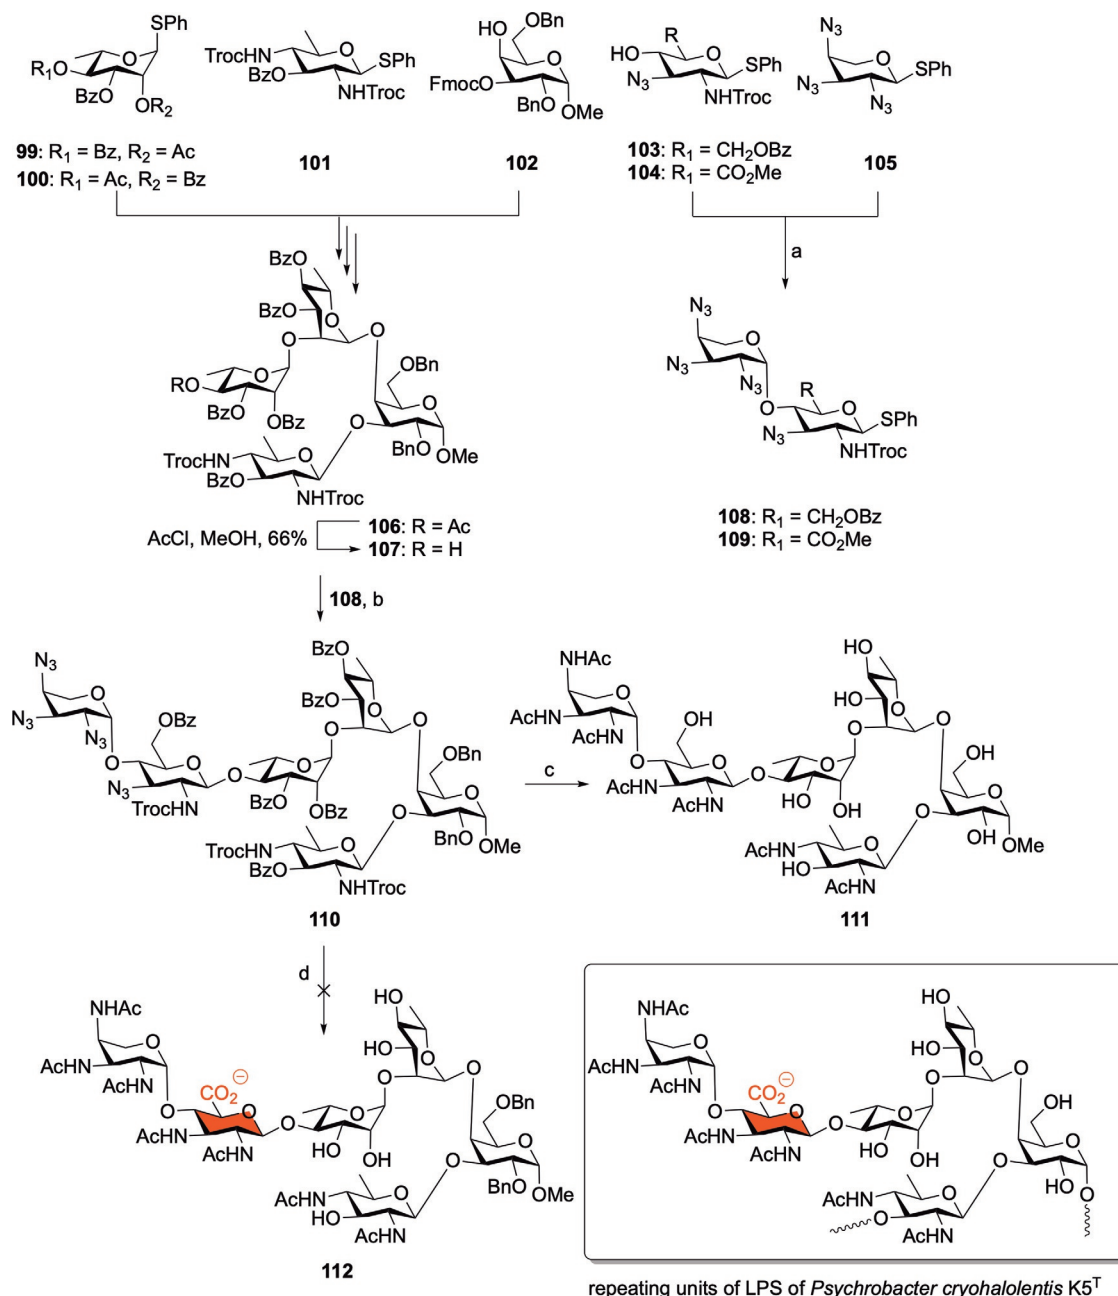 SPh
O
R₁O
BzO
OR₂
TrocHN
O
SPh
BzO
NHTroc
HO
OBn
O
FmocO
BnO
OMe
R
HO
O
SPh
N₃
NHTroc
N₃
O
SPh
N₃
N₃
99: R₁ = Bz, R₂ = Ac
100: R₁ = Ac, R₂ = Bz
101
102
103: R₁ = CH₂OBz
104: R₁ = CO₂Me
105
a
BzO
BzO
O
O
O
O
RO
BzO
OBz
OBn
O
O
BnO
OMe
TrocHN
O
BzO
NHTroc
N₃
O
N₃
N₃
O
R
O
SPh
N₃
NHTroc
AcCl, MeOH, 66%
106: R = Ac
107: R = H
108: R₁ = CH₂OBz
109: R₁ = CO₂Me
108, b
N₃
O
N₃
N₃
OBz
O
O
N₃
TrocHN
O
O
BzO
OBz
O
BzO
BzO
O
O
OBn
O
O
BnO
OMe
TrocHN
O
BzO
NHTroc
110
c
NHAc
O
AcHN
AcHN
OH
O
O
AcHN
AcHN
O
O
HO
OH
O
HO
HO
O
O
OH
O
O
OH
OMe
AcHN
O
HO
AcHN
111
d
NHAc
O
AcHN
AcHN
CO₂⊖
O
O
AcHN
AcHN
O
O
HO
OH
O
HO
HO
O
O
OBn
O
O
BnO
OMe
AcHN
O
HO
AcHN
112
NHAc
O
AcHN
AcHN
CO₂⊖
O
O
AcHN
AcHN
O
O
HO
OH
O
HO
HO
O
O
OH
O
O
HO
O
AcHN
O
O
AcHN
repeating units of LPS of Psychrobacter cryohalolentis K5ᵀ